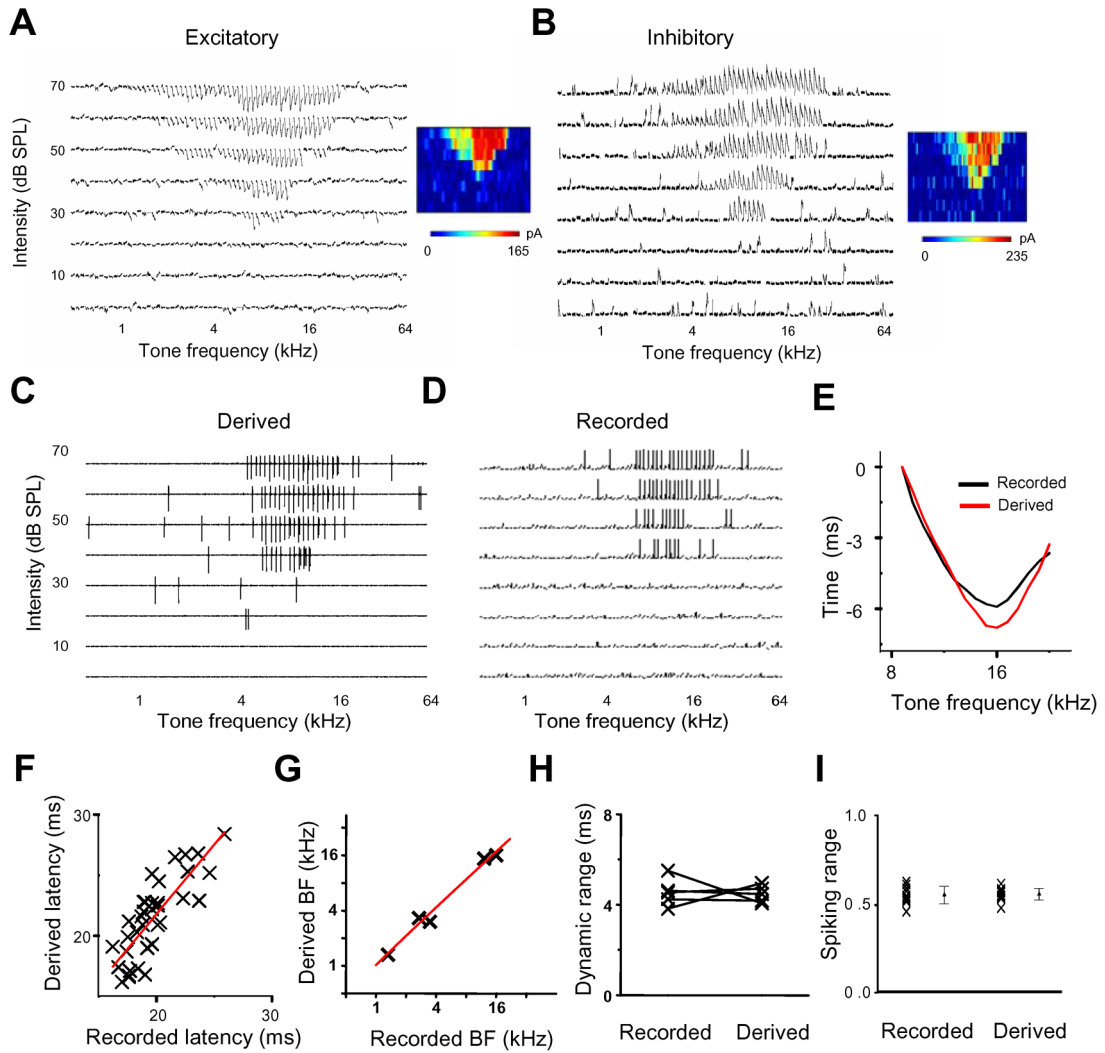 A
Excitatory
Intensity (dB SPL)
70
50
30
10
1 4 16 64
Tone frequency (kHz)
pA
0 165
B
Inhibitory
1 4 16 64
Tone frequency (kHz)
pA
0 235
C
Derived
Intensity (dB SPL)
70
50
30
10
1 4 16 64
Tone frequency (kHz)
D
Recorded
1 4 16 64
Tone frequency (kHz)
E
Time (ms)
0
-3
-6
Recorded
Derived
8 16
Tone frequency (kHz)
F
Derived latency (ms)
30
20
20 30
Recorded latency (ms)
G
Derived BF (kHz)
16
4
1
1 4 16
Recorded BF (kHz)
H
Dynamic range (ms)
8
4
0
Recorded Derived
I
Spiking range
1.0
0.5
0.0
Recorded Derived